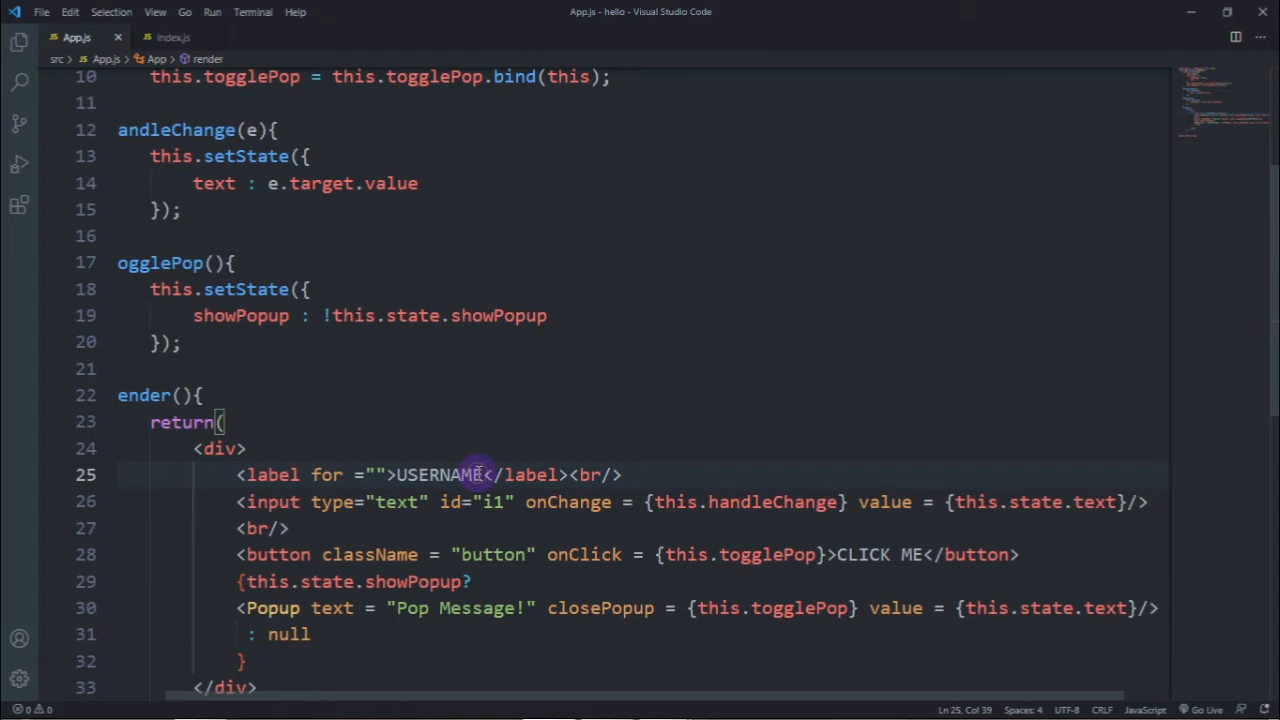 File Edit Selection View Go Run Terminal Help App.js - hello - Visual Studio Code
JS App.js × JS index.js
src > JS App.js > App > render
10 this.togglePop = this.togglePop.bind(this);
11
12 andleChange(e){
13 this.setState({
14 text : e.target.value
15 });
16
17 ogglePop(){
18 this.setState({
19 showPopup : !this.state.showPopup
20 });
21
22 ender(){
23 return(
24 <div>
25 <label for ="">USERNAME</label><br/>
26 <input type="text" id="i1" onChange = {this.handleChange} value = {this.state.text}/>
27 <br/>
28 <button className = "button" onClick = {this.togglePop}>CLICK ME</button>
29 {this.state.showPopup?
30 <Popup text = "Pop Message!" closePopup = {this.togglePop} value = {this.state.text}/>
31 : null
32 }
33 </div>
0 0 Ln 25, Col 39 Spaces: 4 UTF-8 CRLF JavaScript Go Live